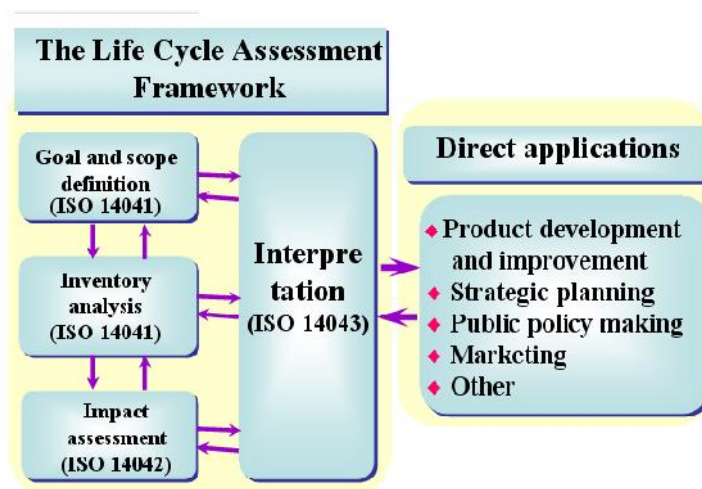 The Life Cycle Assessment
Framework
Goal and scope
definition
(ISO 14041)
Inventory
analysis
(ISO 14041)
Impact
assessment
(ISO 14042)
Interpre
tation
(ISO 14043)
Direct applications
Product development
and improvement
Strategic planning
Public policy making
Marketing
Other